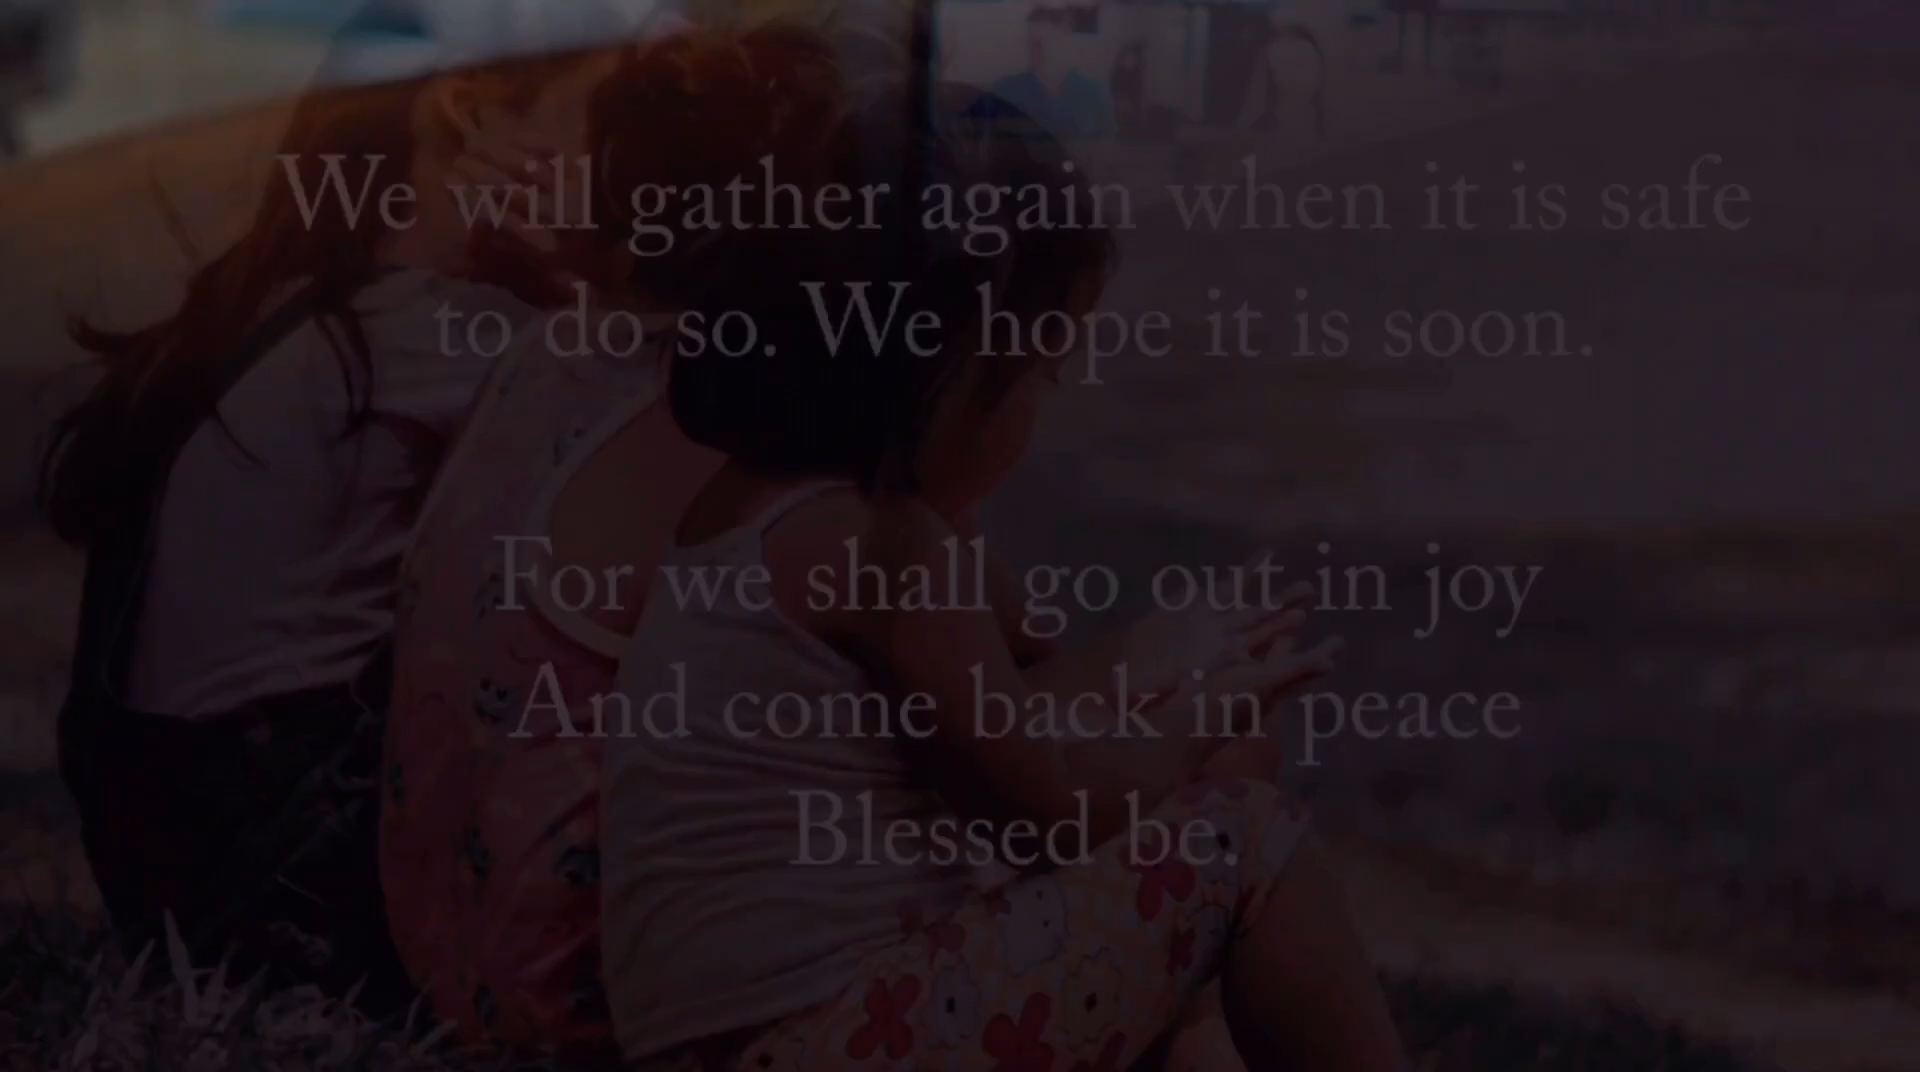 We will gather again when it is safe
to do so. We hope it is soon.
For we shall go out in joy
And come back in peace
Blessed be.